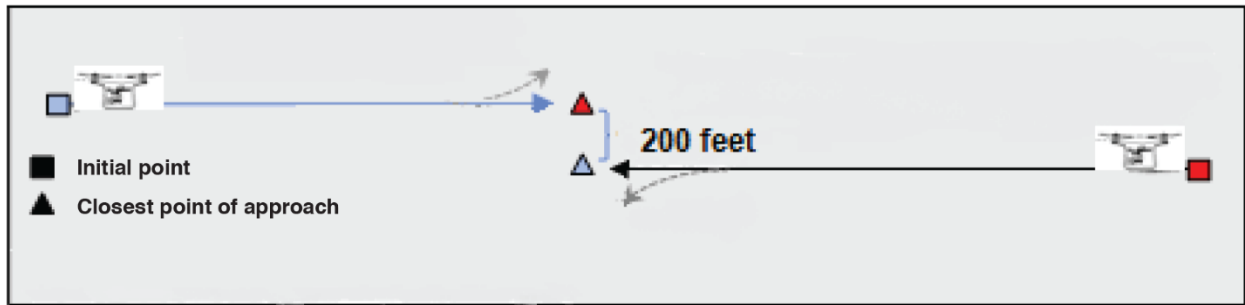 200 feet
Initial point
Closest point of approach